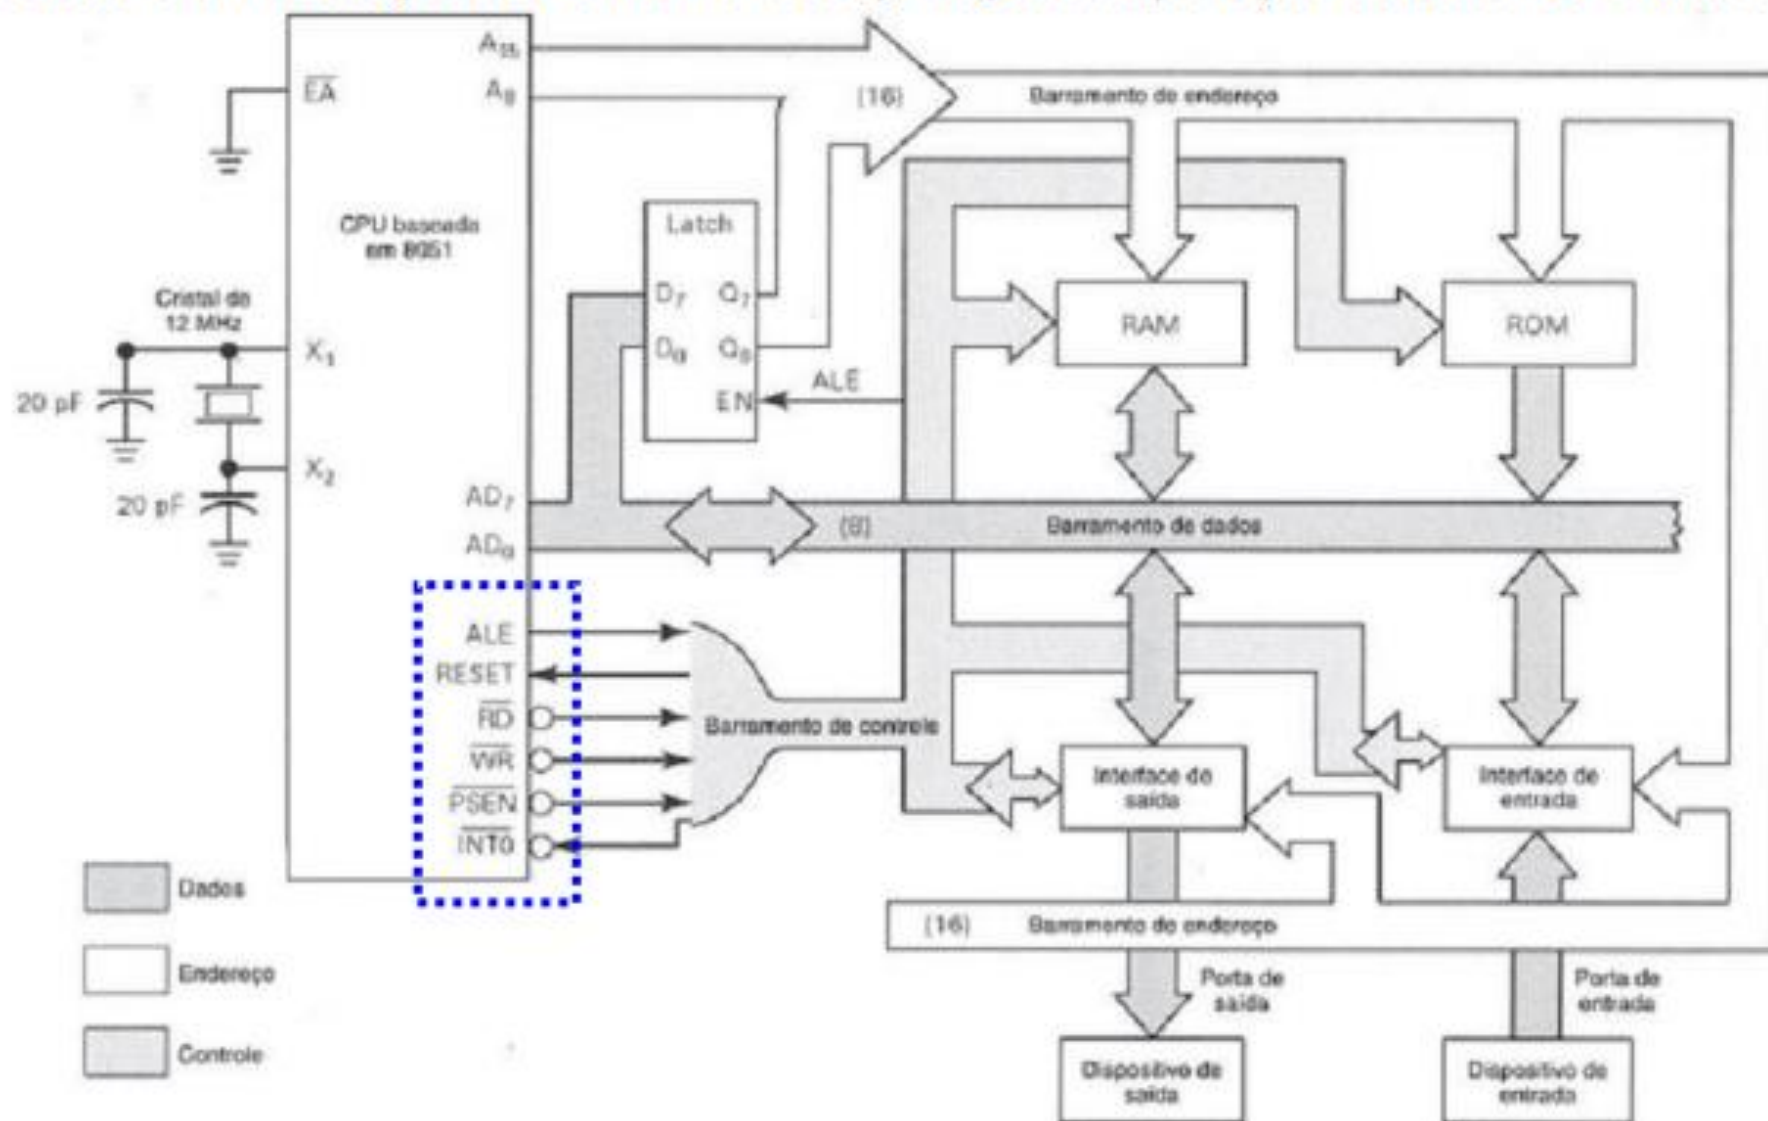 A15
A8
EA
(16)
Barramento de endereço
CPU baseada
em 8051
Latch
D7 Q7
D0 Q0
EN
ALE
Cristal de
12 MHz
X1
20 pF
X2
20 pF
RAM
ROM
AD7
AD0
(8)
Barramento de dados
ALE
RESET
RD
WR
PSEN
INT0
Barramento de controle
Interface de
saída
Interface de
entrada
Dados
Endereço
Controle
(16)
Barramento de endereço
Porta de
saída
Porta de
entrada
Dispositivo de
saída
Dispositivo de
entrada